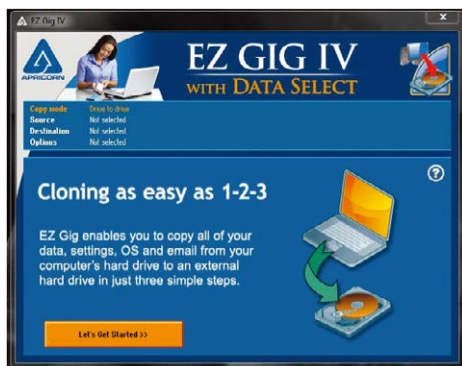 EZ Gig IV
x
APRICORN
EZ GIG IV
WITH DATA SELECT
Copy mode Drive to drive
Source Not selected
Destination Not selected
Options Not selected
?
Cloning as easy as 1-2-3
EZ Gig enables you to copy all of your
data, settings, OS and email from your
computer's hard drive to an external
hard drive in just three simple steps.
Let's Get Started >>